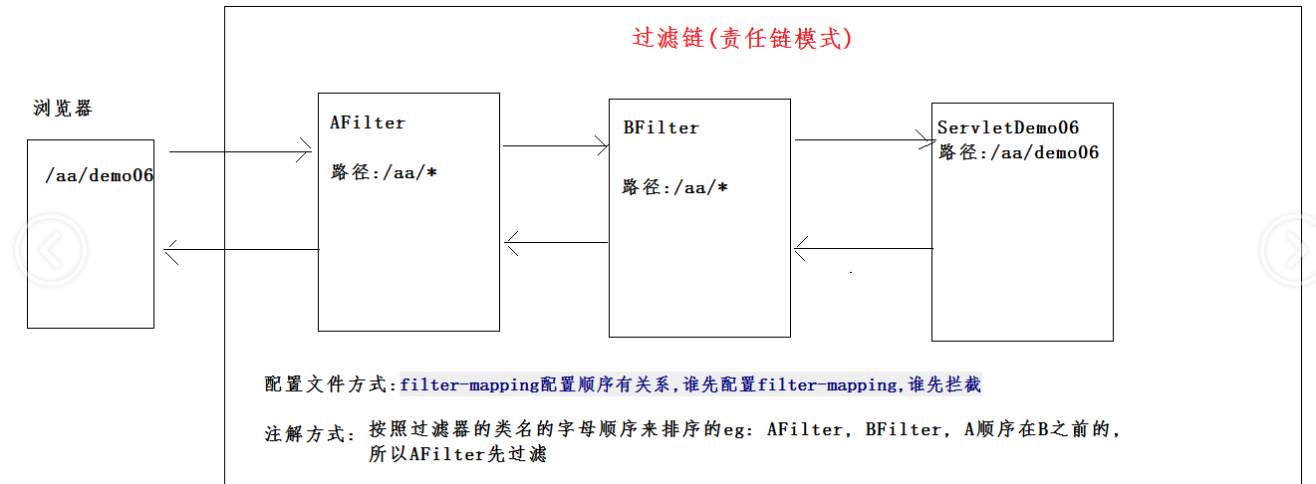 过滤链(责任链模式)
浏览器
/aa/demo06
AFilter
路径:/aa/*
BFilter
路径:/aa/*
ServletDemo06
路径:/aa/demo06
配置文件方式:filter-mapping配置顺序有关系,谁先配置filter-mapping,谁先拦截
注解方式: 按照过滤器的类名的字母顺序来排序的eg: AFilter, BFilter, A顺序在B之前的,
所以AFilter先过滤